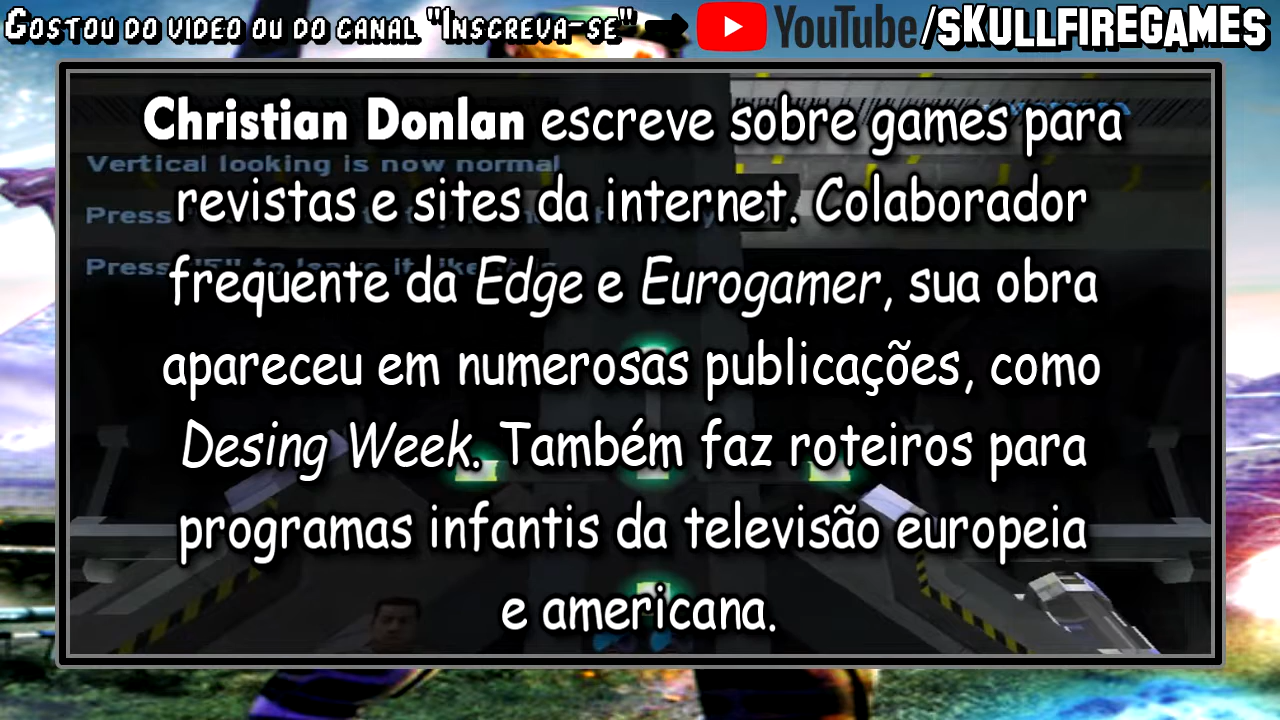 Gostou do video ou do canal "Inscreva-se" YouTube/SKULLFIREGAMES
Christian Donlan escreve sobre games para
Vertical looking is now normal
revistas e sites da internet. Colaborador
Press
frequente da Edge e Eurogamer, sua obra
Press
apareceu em numerosas publicações, como
Desing Week. Também faz roteiros para
programas infantis da televisão europeia
e americana.